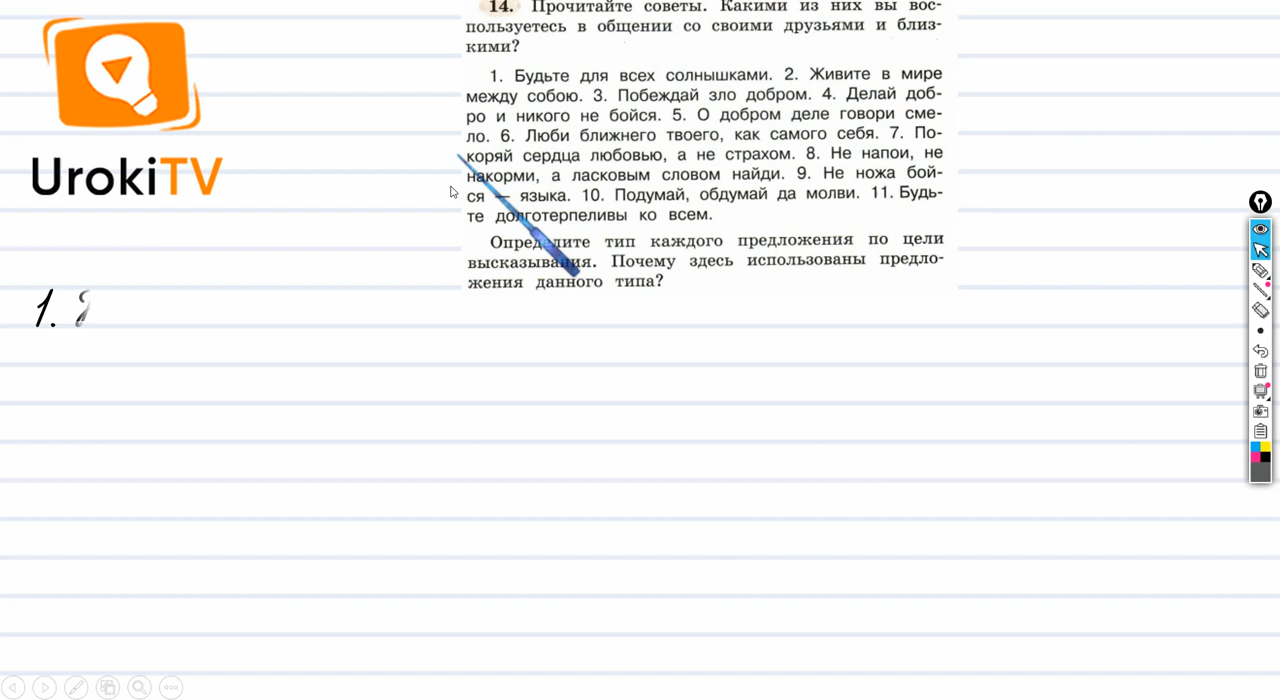 UrokiTV
14. Прочитайте советы. Какими из них вы вос-
пользуетесь в общении со своими друзьями и близ-
кими?
1. Будьте для всех солнышками. 2. Живите в мире
между собою. 3. Побеждай зло добром. 4. Делай доб-
ро и никого не бойся. 5. О добром деле говори сме-
ло. 6. Люби ближнего твоего, как самого себя. 7. По-
коряй сердца любовью, а не страхом. 8. Не напои, не
накорми, а ласковым словом найди. 9. Не ножа бой-
ся — языка. 10. Подумай, обдумай да молви. 11. Будь-
те долготерпеливы ко всем.
Определите тип каждого предложения по цели
высказывания. Почему здесь использованы предло-
жения данного типа?
1.